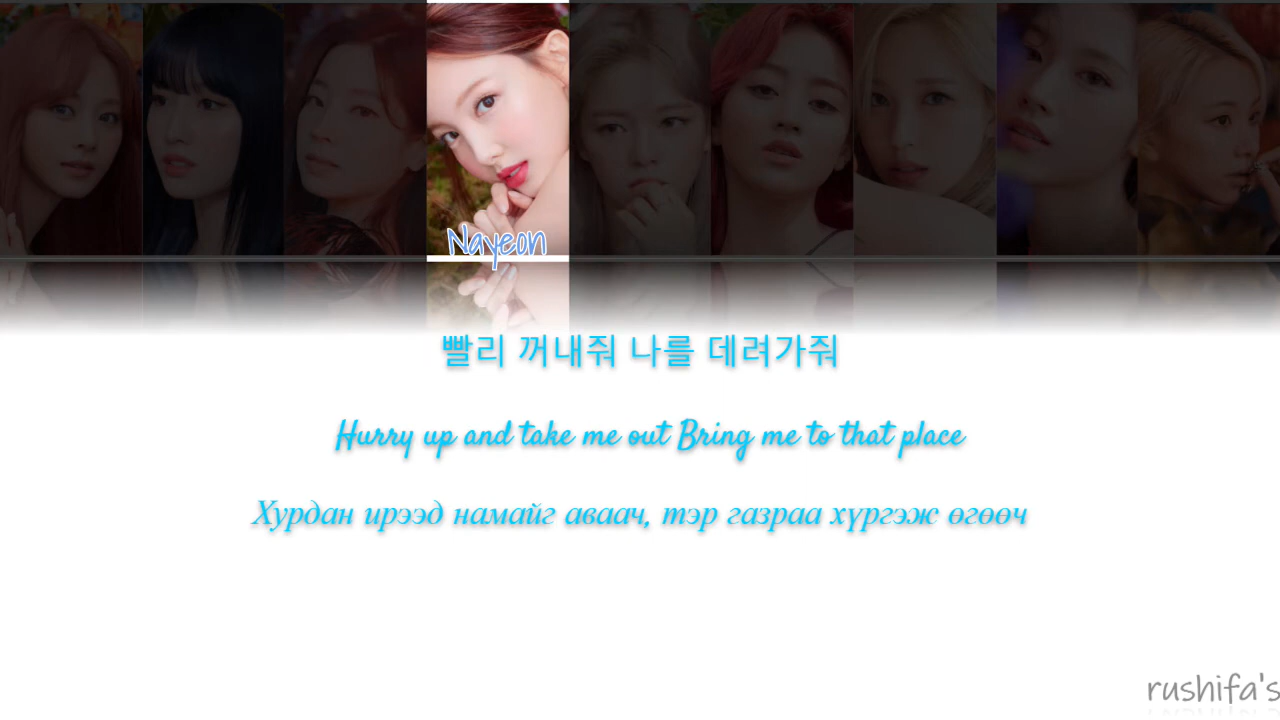 Nayeon
빨리 꺼내줘 나를 데려가줘
Hurry up and take me out Bring me to that place
Хурдан ирээд намайг аваач, тэр газраа хүргэж өгөөч
rushifa's